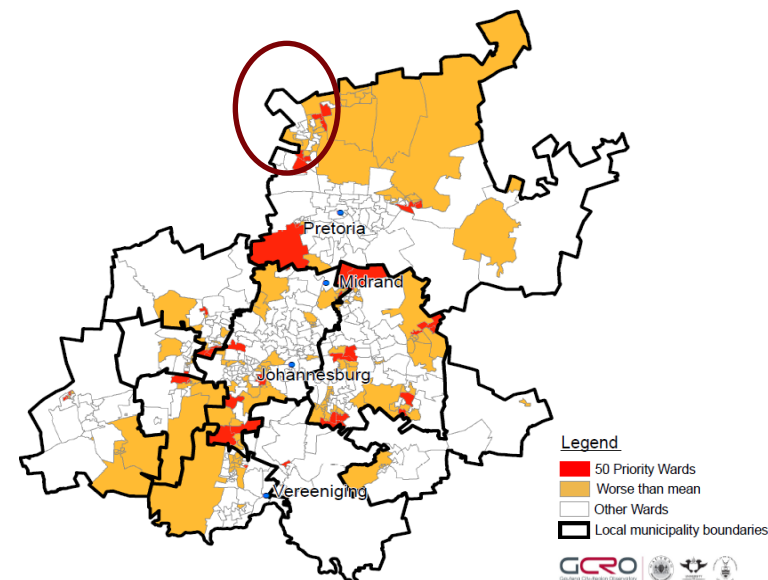 Pretoria
Midrand
Johannesburg
Vereeniging
Legend
50 Priority Wards
Worse than mean
Other Wards
Local municipality boundaries
GCRO